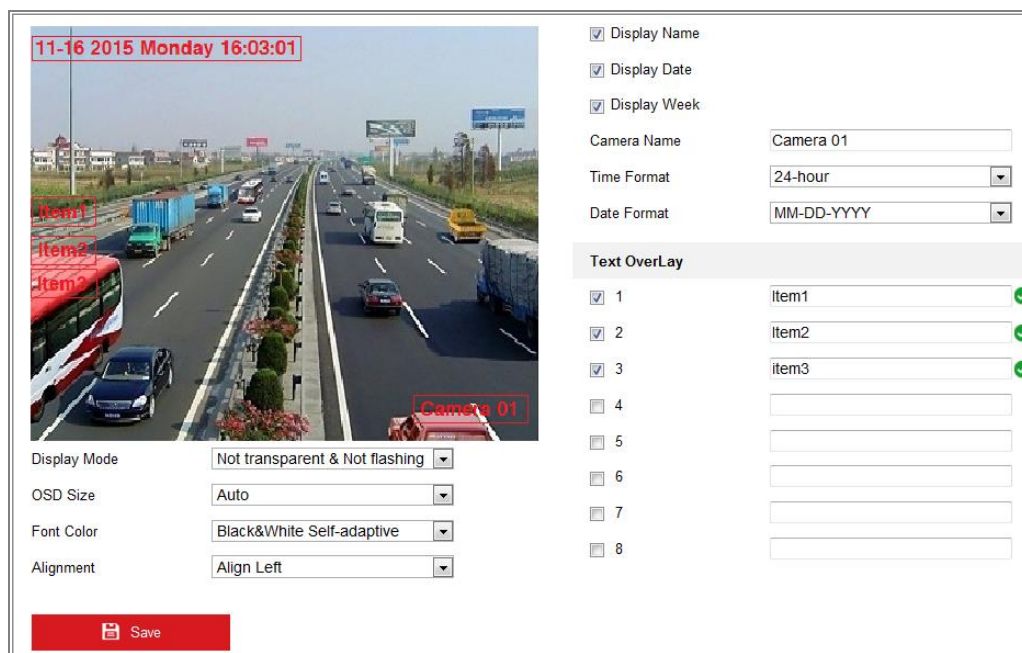 11-16 2015 Monday 16:03:01
Item1
Item2
Item3
Camera 01
Display Mode Not transparent & Not flashing
OSD Size Auto
Font Color Black&White Self-adaptive
Alignment Align Left
Save
Display Name
Display Date
Display Week
Camera Name Camera 01
Time Format 24-hour
Date Format MM-DD-YYYY
Text OverLay
1 Item1
2 Item2
3 item3
4
5
6
7
8